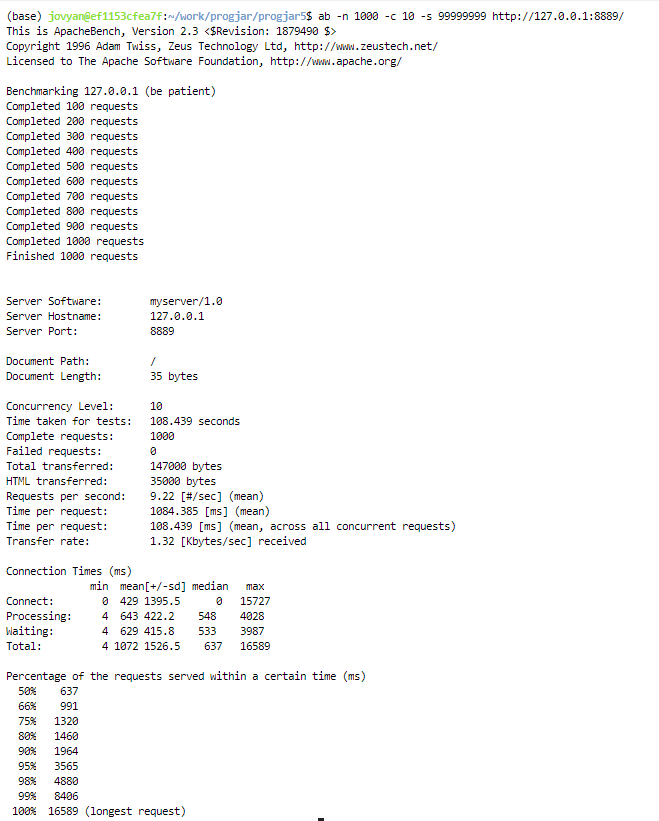 (base) jovyan@ef1153cfea7f:~/work/progjar/progjar5$ ab -n 1000 -c 10 -s 99999999 http://127.0.0.1:8889/
This is ApacheBench, Version 2.3 <$Revision: 1879490 $>
Copyright 1996 Adam Twiss, Zeus Technology Ltd, http://www.zeustech.net/
Licensed to The Apache Software Foundation, http://www.apache.org/

Benchmarking 127.0.0.1 (be patient)
Completed 100 requests
Completed 200 requests
Completed 300 requests
Completed 400 requests
Completed 500 requests
Completed 600 requests
Completed 700 requests
Completed 800 requests
Completed 900 requests
Completed 1000 requests
Finished 1000 requests


Server Software:        myserver/1.0
Server Hostname:        127.0.0.1
Server Port:            8889

Document Path:          /
Document Length:        35 bytes

Concurrency Level:      10
Time taken for tests:   108.439 seconds
Complete requests:      1000
Failed requests:        0
Total transferred:      147000 bytes
HTML transferred:       35000 bytes
Requests per second:    9.22 [#/sec] (mean)
Time per request:       1084.385 [ms] (mean)
Time per request:       108.439 [ms] (mean, across all concurrent requests)
Transfer rate:          1.32 [Kbytes/sec] received

Connection Times (ms)
              min  mean[+/-sd] median   max
Connect:        0  429 1395.5      0   15727
Processing:     4  643 422.2    548    4028
Waiting:        4  629 415.8    533    3987
Total:          4 1072 1526.5    637   16589

Percentage of the requests served within a certain time (ms)
  50%    637
  66%    991
  75%   1320
  80%   1460
  90%   1964
  95%   3565
  98%   4880
  99%   8406
 100%  16589 (longest request)